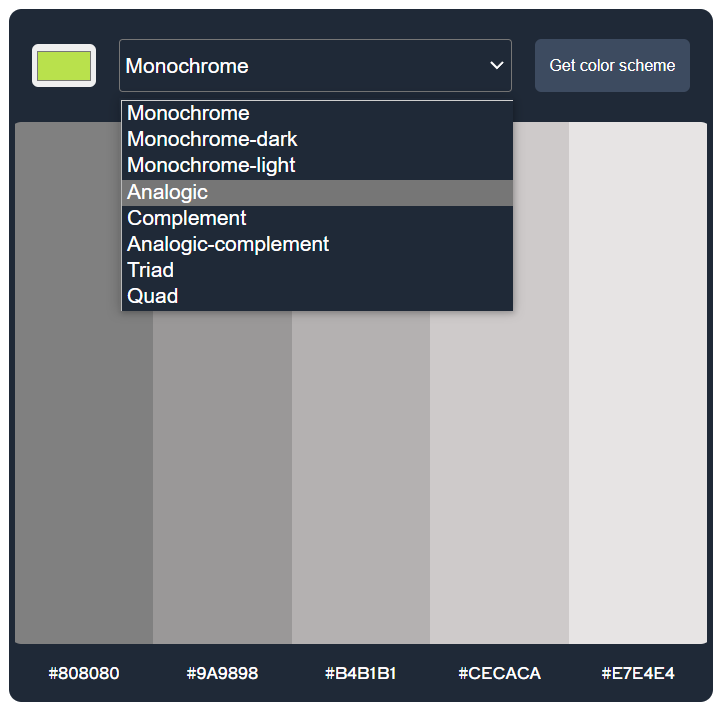 Monochrome
Get color scheme
Monochrome
Monochrome-dark
Monochrome-light
Analogic
Complement
Analogic-complement
Triad
Quad
#808080 #9A9898 #B4B1B1 #CECACA #E7E4E4